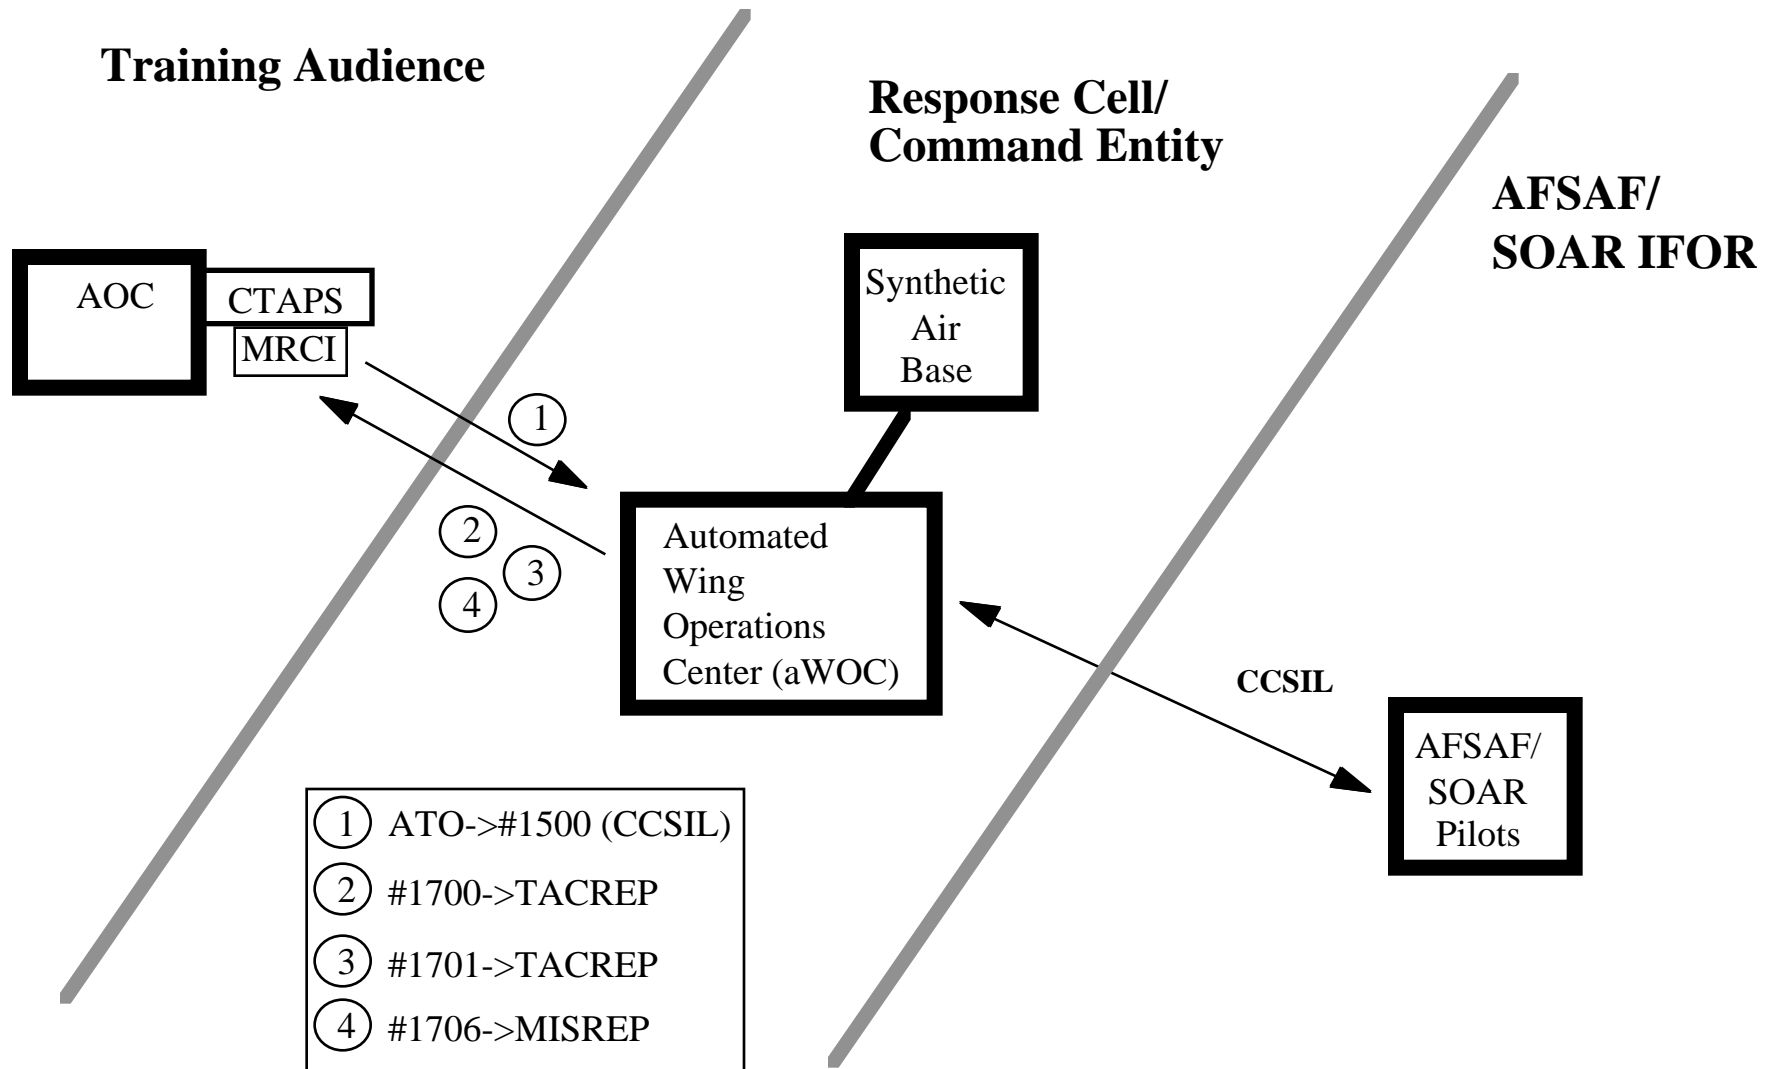 Training Audience
Response Cell/
Command Entity
AFSAF/
SOAR IFOR
AOC
CTAPS
MRCI
Synthetic
Air
Base
1
2
3
4
Automated
Wing
Operations
Center (aWOC)
CCSIL
AFSAF/
SOAR
Pilots
1 ATO->#1500 (CCSIL)
2 #1700->TACREP
3 #1701->TACREP
4 #1706->MISREP